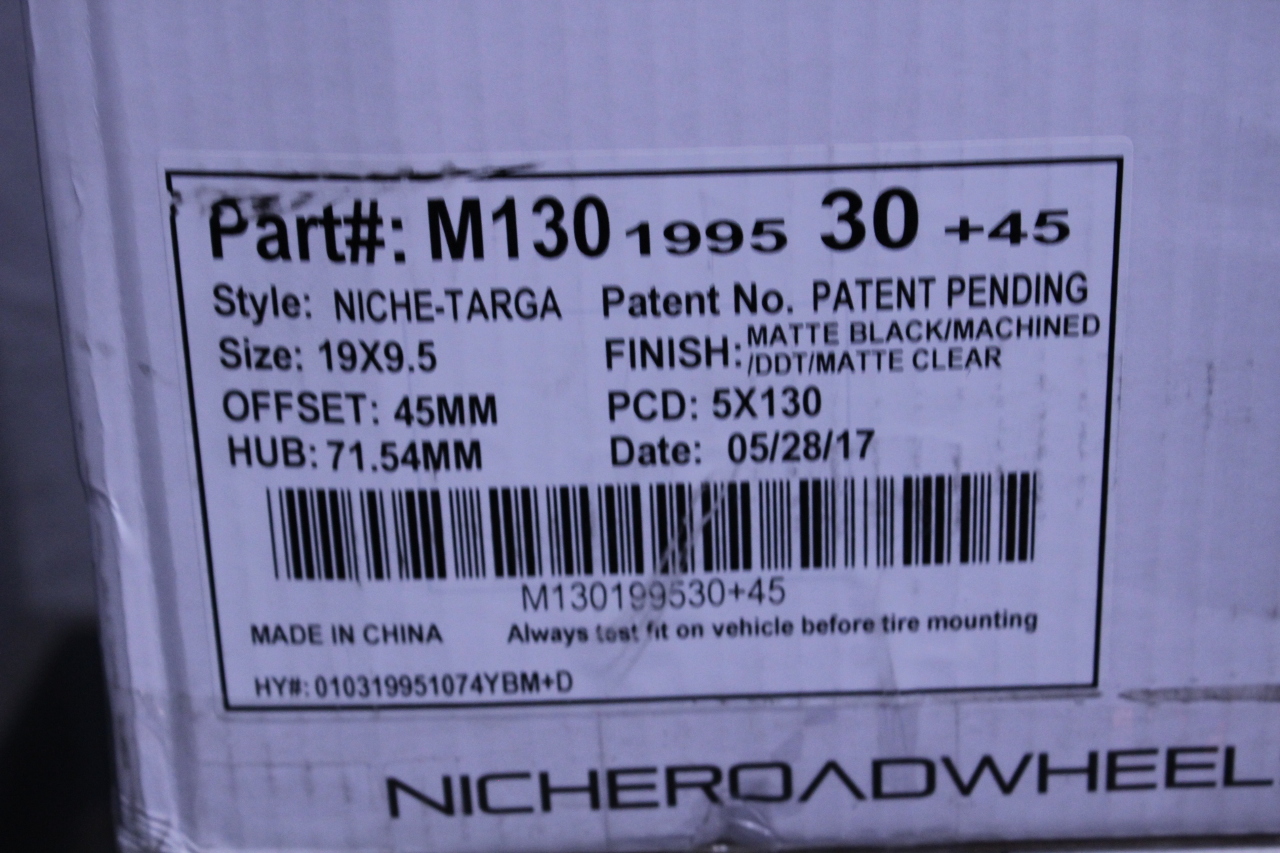 Part#: M130 1995 30 +45
Style: NICHE-TARGA Patent No. PATENT PENDING
Size: 19X9.5 FINISH: MATTE BLACK/MACHINED
/DDT/MATTE CLEAR
OFFSET: 45MM PCD: 5X130
HUB: 71.54MM Date: 05/28/17
M130199530+45
MADE IN CHINA Always test fit on vehicle before tire mounting
HY#: 010319951074YBM+D
NICHEROADWHEEL